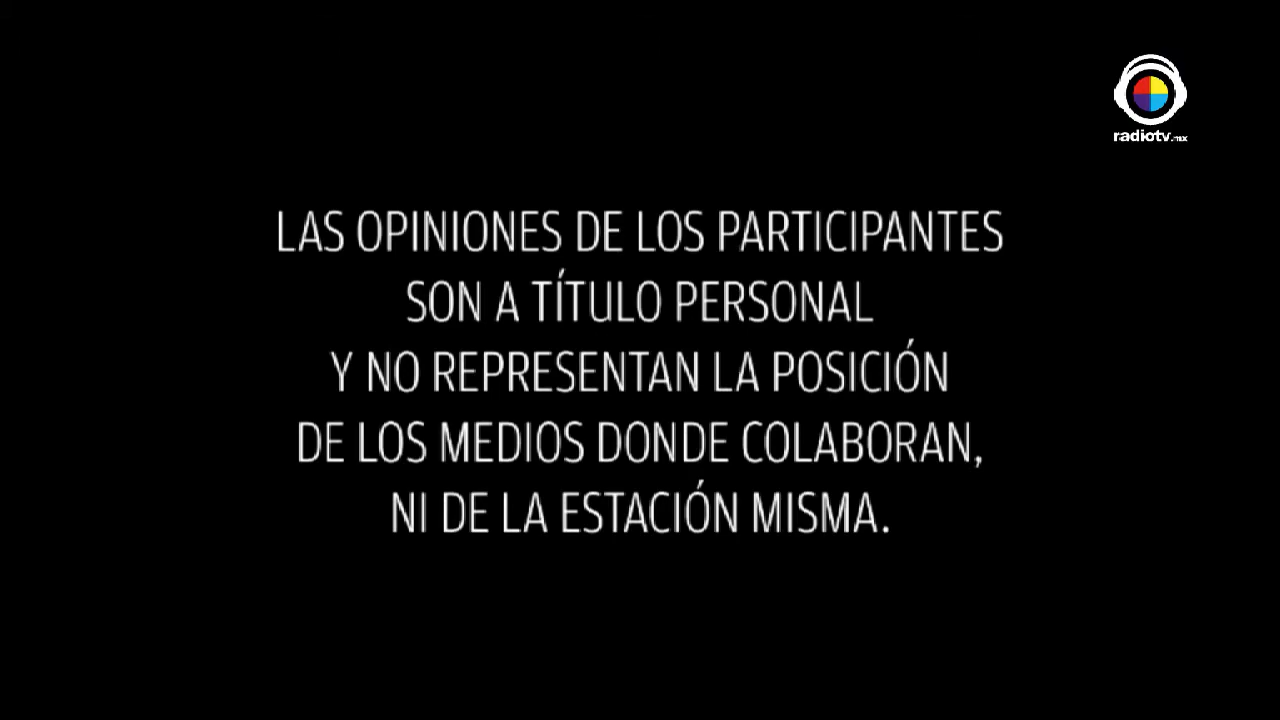 radiotv.mx
LAS OPINIONES DE LOS PARTICIPANTES
SON A TÍTULO PERSONAL
Y NO REPRESENTAN LA POSICIÓN
DE LOS MEDIOS DONDE COLABORAN,
NI DE LA ESTACIÓN MISMA.